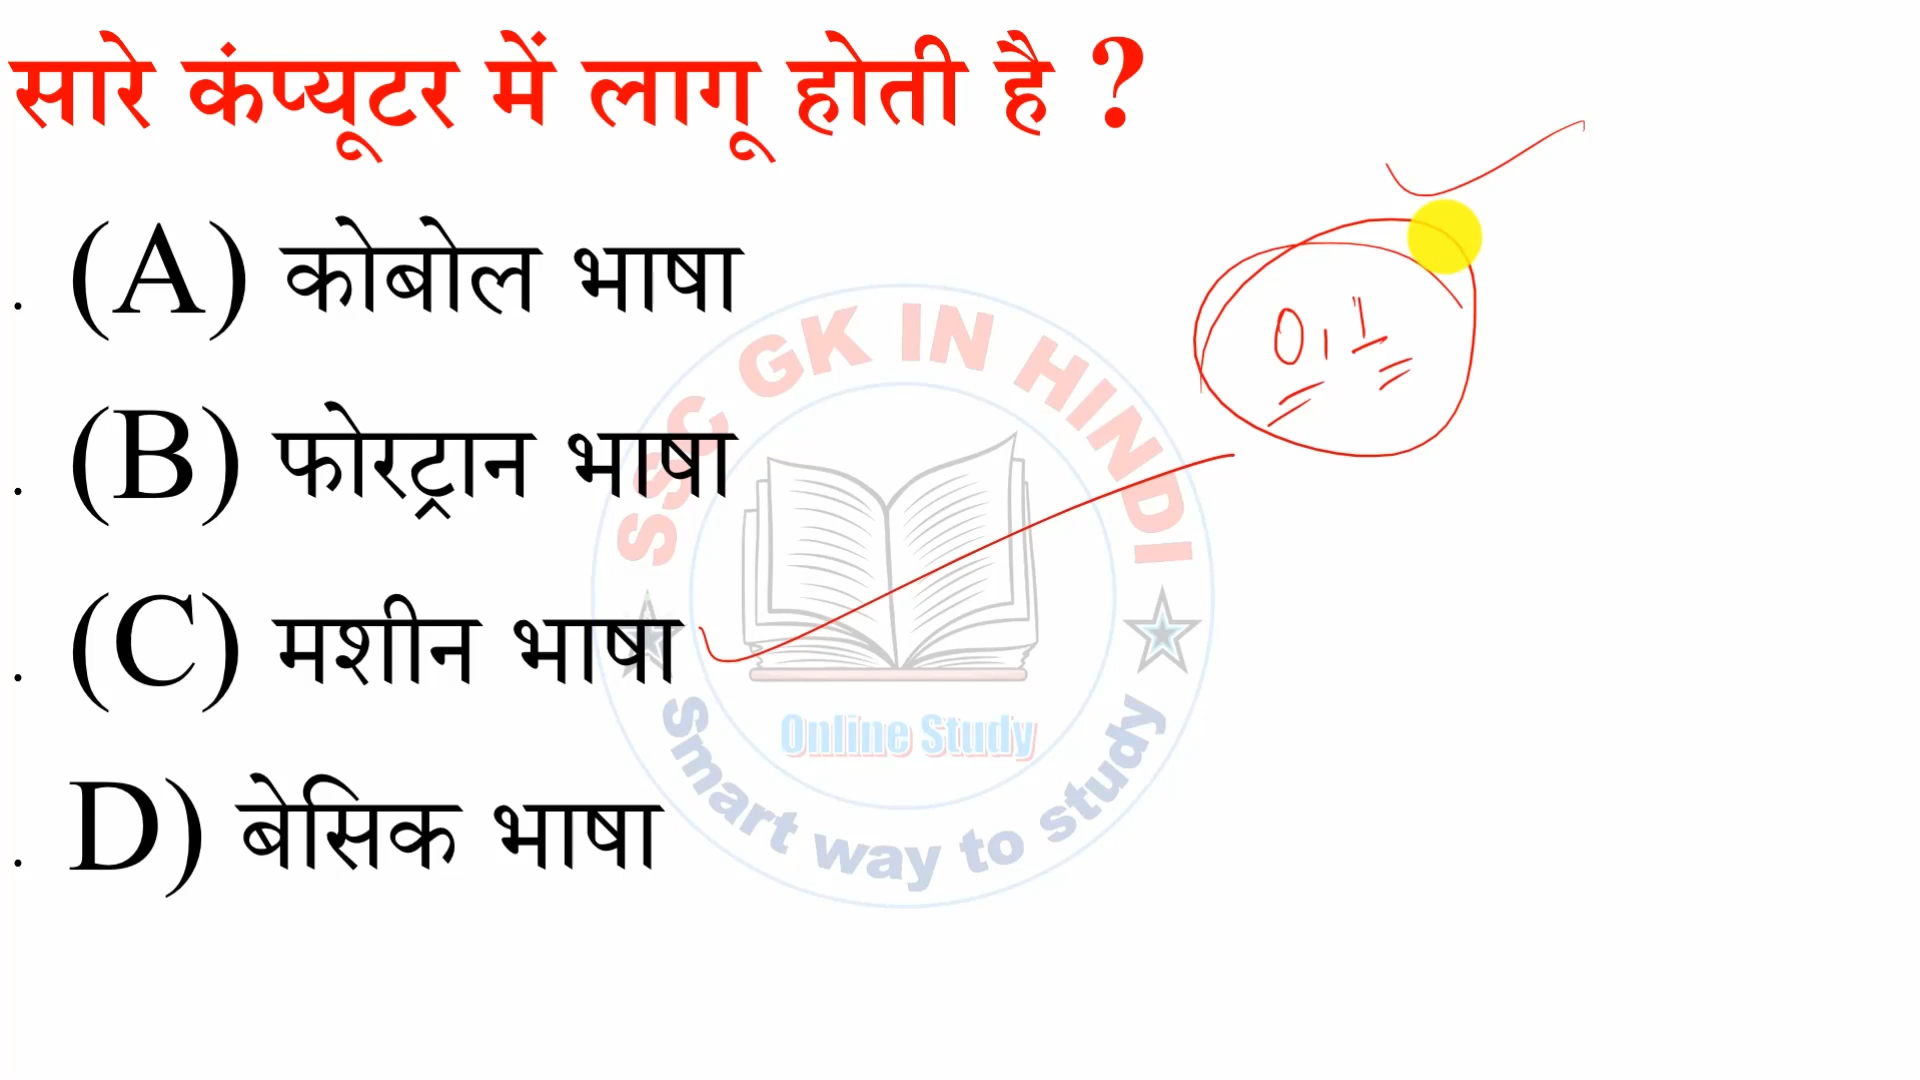 सारे कंप्यूटर में लागू होती है ?
. (A) कोबोल भाषा
. (B) फोरट्रान भाषा
. (C) मशीन भाषा
. D) बेसिक भाषा
0,1
SSC GK IN HINDI
Online Study
Smart way to study